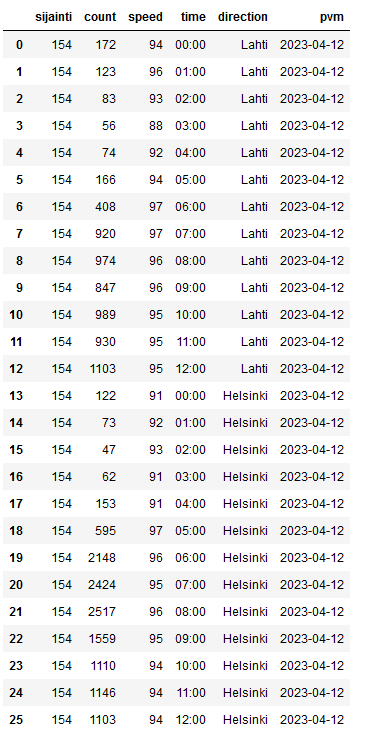 sijainti count speed time direction pvm
0 154 172 94 00:00 Lahti 2023-04-12
1 154 123 96 01:00 Lahti 2023-04-12
2 154 83 93 02:00 Lahti 2023-04-12
3 154 56 88 03:00 Lahti 2023-04-12
4 154 74 92 04:00 Lahti 2023-04-12
5 154 166 94 05:00 Lahti 2023-04-12
6 154 408 97 06:00 Lahti 2023-04-12
7 154 920 97 07:00 Lahti 2023-04-12
8 154 974 96 08:00 Lahti 2023-04-12
9 154 847 96 09:00 Lahti 2023-04-12
10 154 989 95 10:00 Lahti 2023-04-12
11 154 930 95 11:00 Lahti 2023-04-12
12 154 1103 95 12:00 Lahti 2023-04-12
13 154 122 91 00:00 Helsinki 2023-04-12
14 154 73 92 01:00 Helsinki 2023-04-12
15 154 47 93 02:00 Helsinki 2023-04-12
16 154 62 91 03:00 Helsinki 2023-04-12
17 154 153 91 04:00 Helsinki 2023-04-12
18 154 595 97 05:00 Helsinki 2023-04-12
19 154 2148 96 06:00 Helsinki 2023-04-12
20 154 2424 95 07:00 Helsinki 2023-04-12
21 154 2517 96 08:00 Helsinki 2023-04-12
22 154 1559 95 09:00 Helsinki 2023-04-12
23 154 1110 94 10:00 Helsinki 2023-04-12
24 154 1146 94 11:00 Helsinki 2023-04-12
25 154 1103 94 12:00 Helsinki 2023-04-12